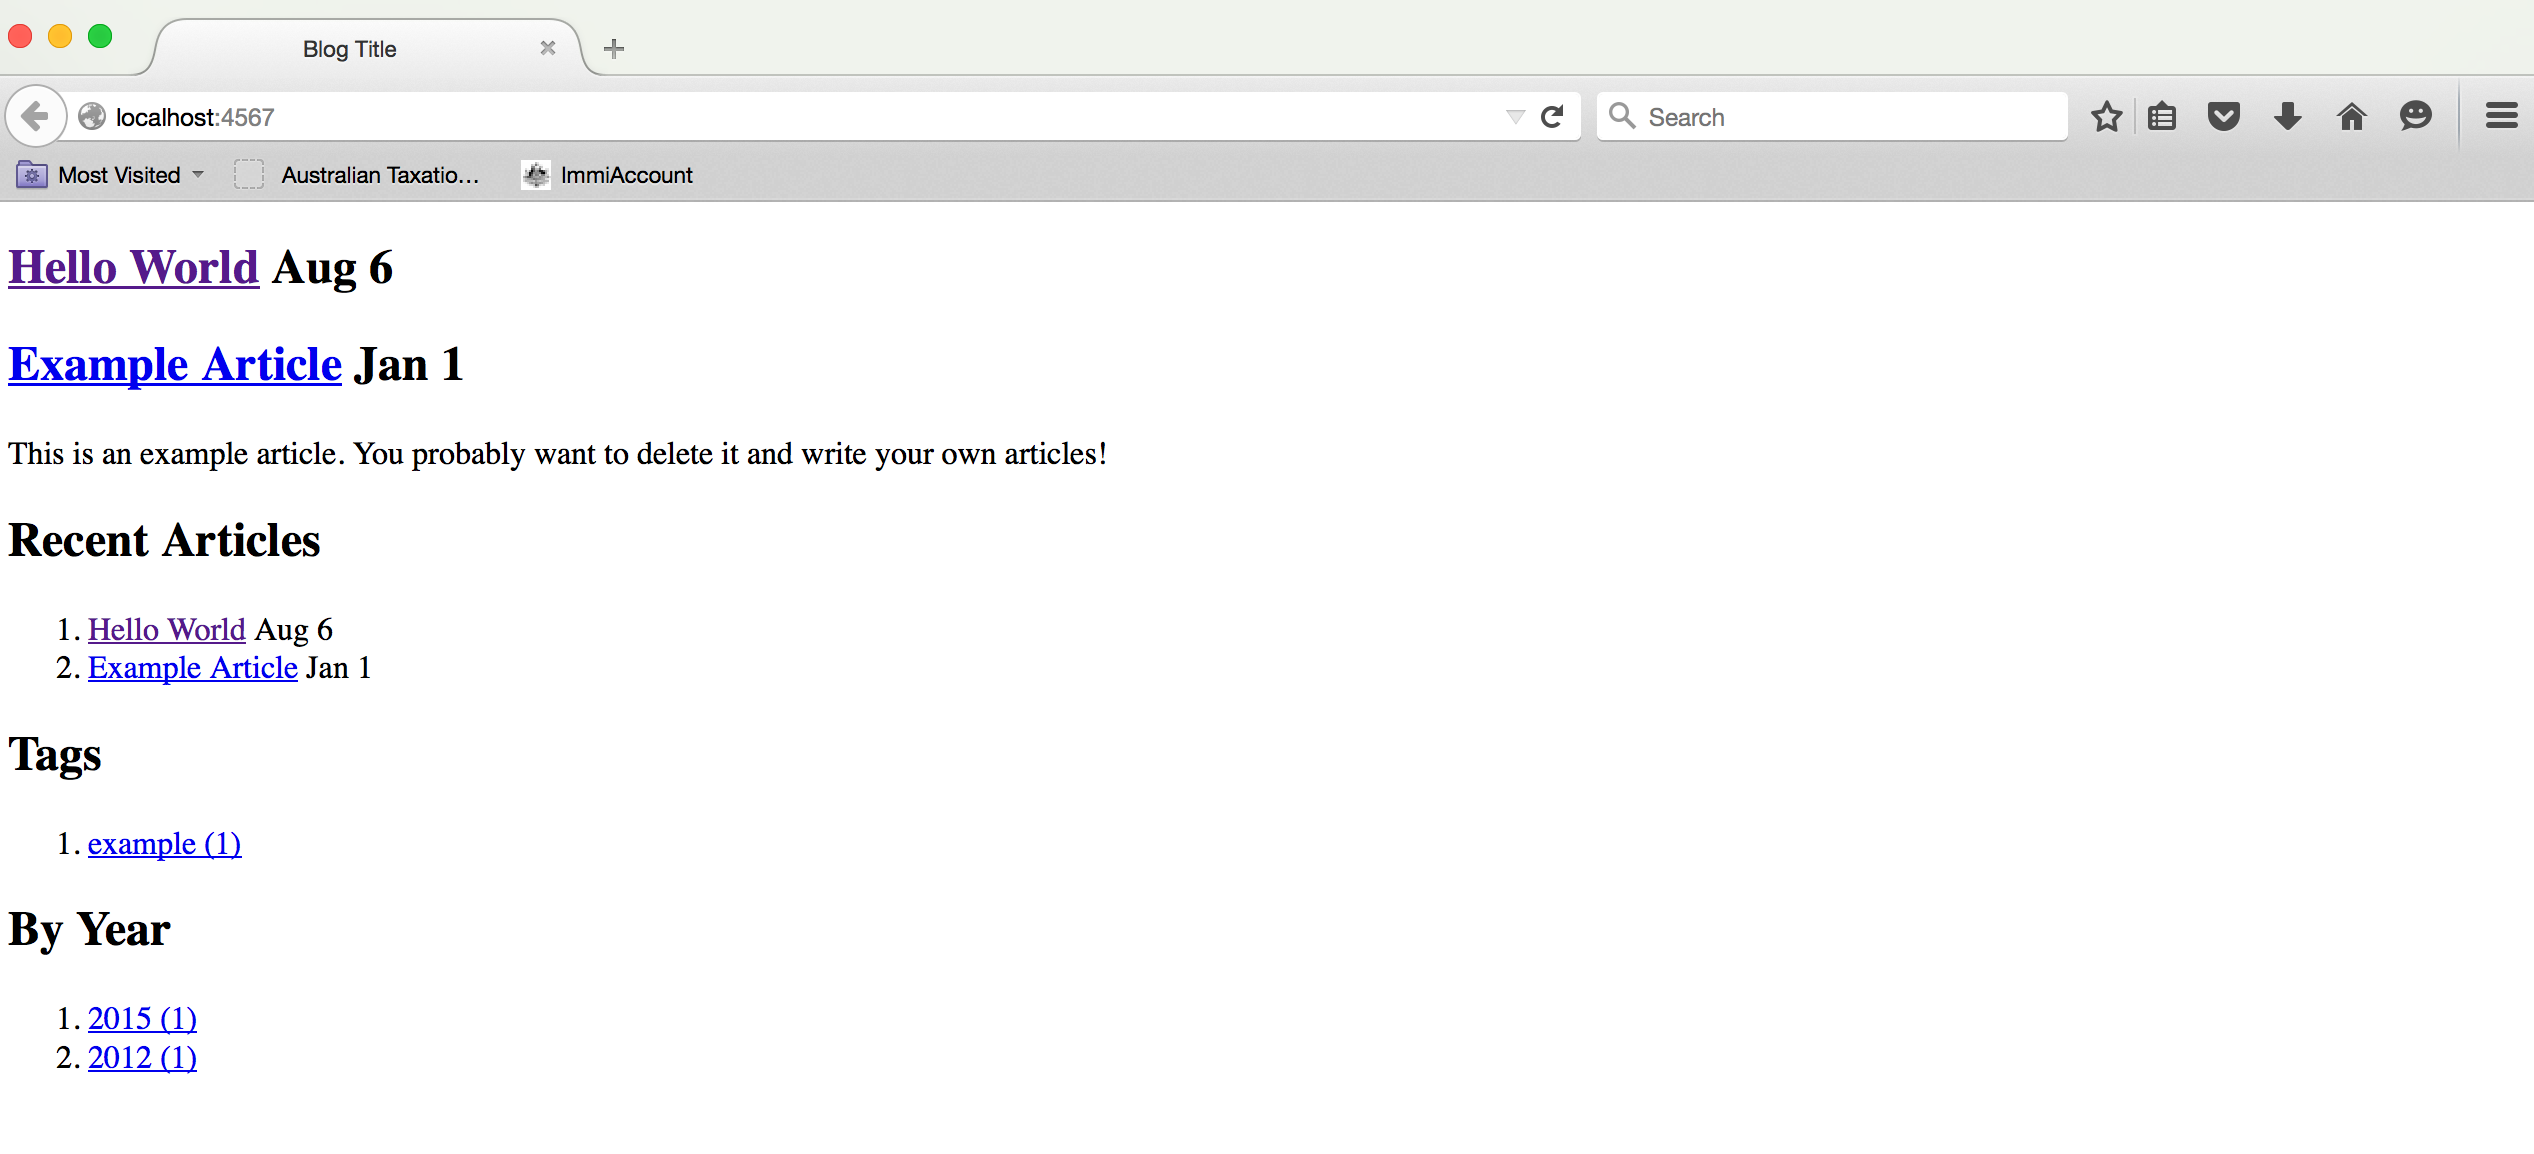 Blog Title
localhost:4567
Search
Most Visited
Australian Taxatio...
ImmiAccount
Hello World Aug 6
Example Article Jan 1
This is an example article. You probably want to delete it and write your own articles!
Recent Articles
1. Hello World Aug 6
2. Example Article Jan 1
Tags
1. example (1)
By Year
1. 2015 (1)
2. 2012 (1)